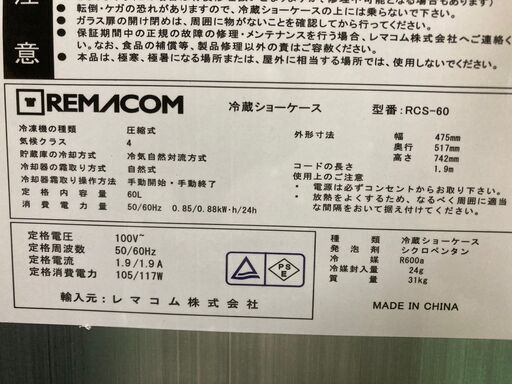 注
意
● 転倒・ケガの恐れがありますので、ショーケースの上には乗らないで下さい。
● ガラス扉の開け閉めは、周囲に物がないことを確認してから行ってください。
● 保証期間中の正規の故障の修理・メンテナンスを行う場合、レマコム株式会社へご連絡く
なお、食品の補償等、製品修理以外の責はご容赦ください。
● 本品は、極寒、極暑になる場所または、屋外に相当する場所では、使用しないでください。
REMACOM
冷蔵ショーケース
型番:RCS-60
冷凍機の種類 圧縮式
気候クラス 4
貯蔵庫の冷却方式 冷気自然対流方式
冷却器の霜取り方式 自然式
冷却器霜取り操作方法 手動開始・手動終了
定格内容積 60L
消費電力量 50/60Hz 0.85/0.88kW・h/24h
外形寸法 幅 475mm
奥行 517mm
高さ 742mm
コードの長さ 1.9m
使用上のご注意
・ 電源は必ずコンセントからお取り下さい。
・ 放熱をよくするため、なるべく周囲に適当
な間隔をおいて据え付けてください。
定格電圧 100V~
定格周波数 50/60Hz
定格電流 1.9/1.9A
定格消費電力 105/117W
PS
E
品名 冷蔵ショーケース
発泡剤 シクロペンタン
冷媒 R600a
冷媒封入量 24g
質量 31kg
輸入元:レマコム株式会社
MADE IN CHINA